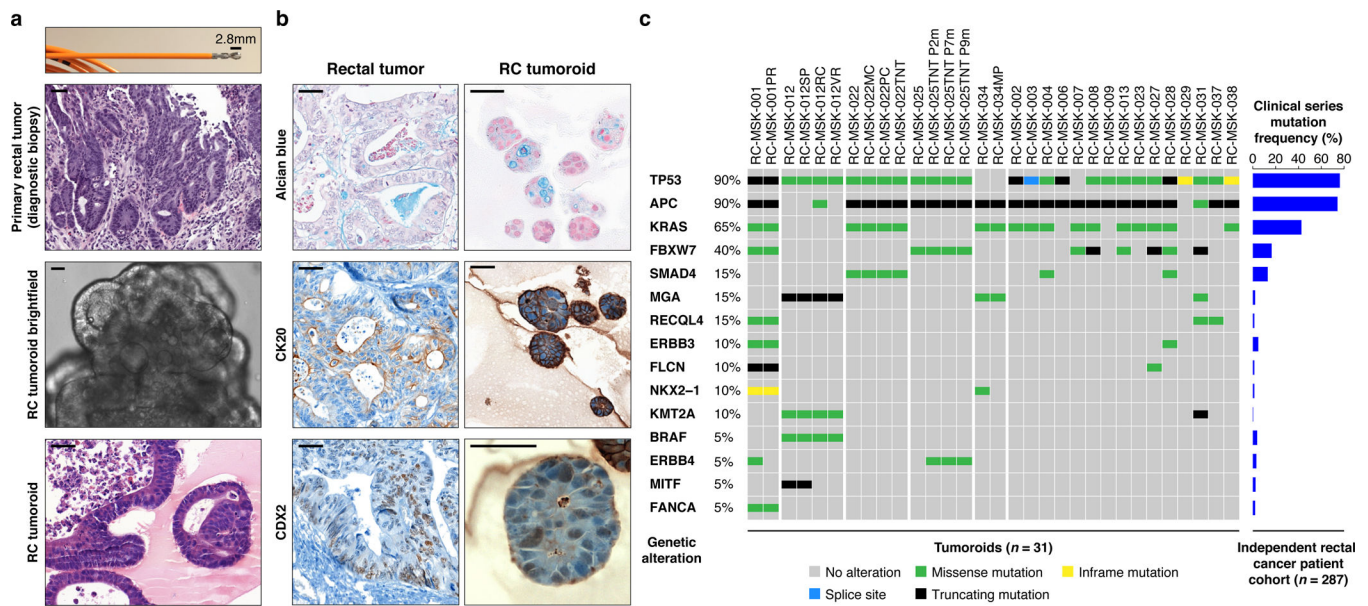 a
2.8mm
Primary rectal tumor
(diagnostic biopsy)
RC tumoroid brightfield
RC tumoroid
b
Rectal tumor
RC tumoroid
Alcian blue
CK20
CDX2
c
RC-MSK-001
RC-MSK-001PR
RC-MSK-012
RC-MSK-012SP
RC-MSK-012RC
RC-MSK-012VR
RC-MSK-022
RC-MSK-022MC
RC-MSK-022PC
RC-MSK-022TNT
RC-MSK-025
RC-MSK-025TNT P2m
RC-MSK-025TNT P7m
RC-MSK-025TNT P9m
RC-MSK-034
RC-MSK-034MP
RC-MSK-002
RC-MSK-003
RC-MSK-004
RC-MSK-006
RC-MSK-007
RC-MSK-008
RC-MSK-009
RC-MSK-013
RC-MSK-023
RC-MSK-027
RC-MSK-028
RC-MSK-029
RC-MSK-031
RC-MSK-037
RC-MSK-038
Clinical series
mutation
frequency (%)
0 20 40 60 80
TP53 90%
APC 90%
KRAS 65%
FBXW7 40%
SMAD4 15%
MGA 15%
RECQL4 15%
ERBB3 10%
FLCN 10%
NKX2−1 10%
KMT2A 10%
BRAF 5%
ERBB4 5%
MITF 5%
FANCA 5%
Genetic
alteration
Tumoroids (n = 31)
No alteration
Missense mutation
Inframe mutation
Splice site
Truncating mutation
Independent rectal
cancer patient
cohort (n = 287)